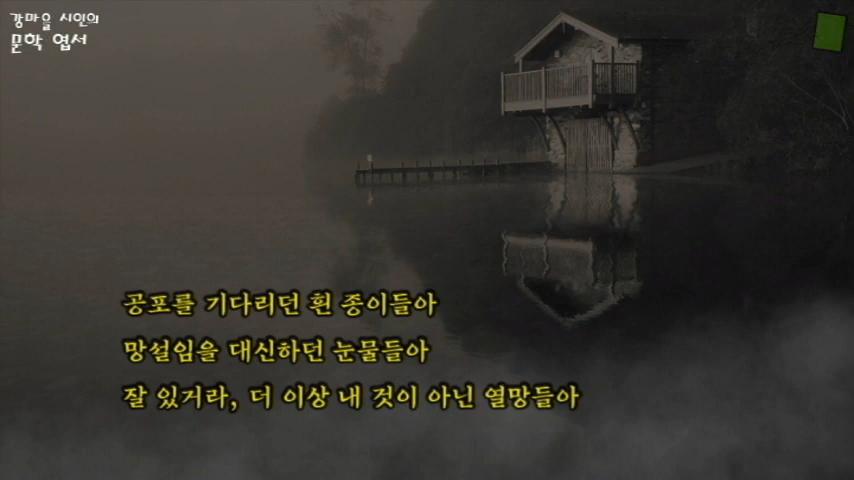 강마을 시인의
문학 엽서
공포를 기다리던 흰 종이들아
망설임을 대신하던 눈물들아
잘 있거라, 더 이상 내 것이 아닌 열망들아